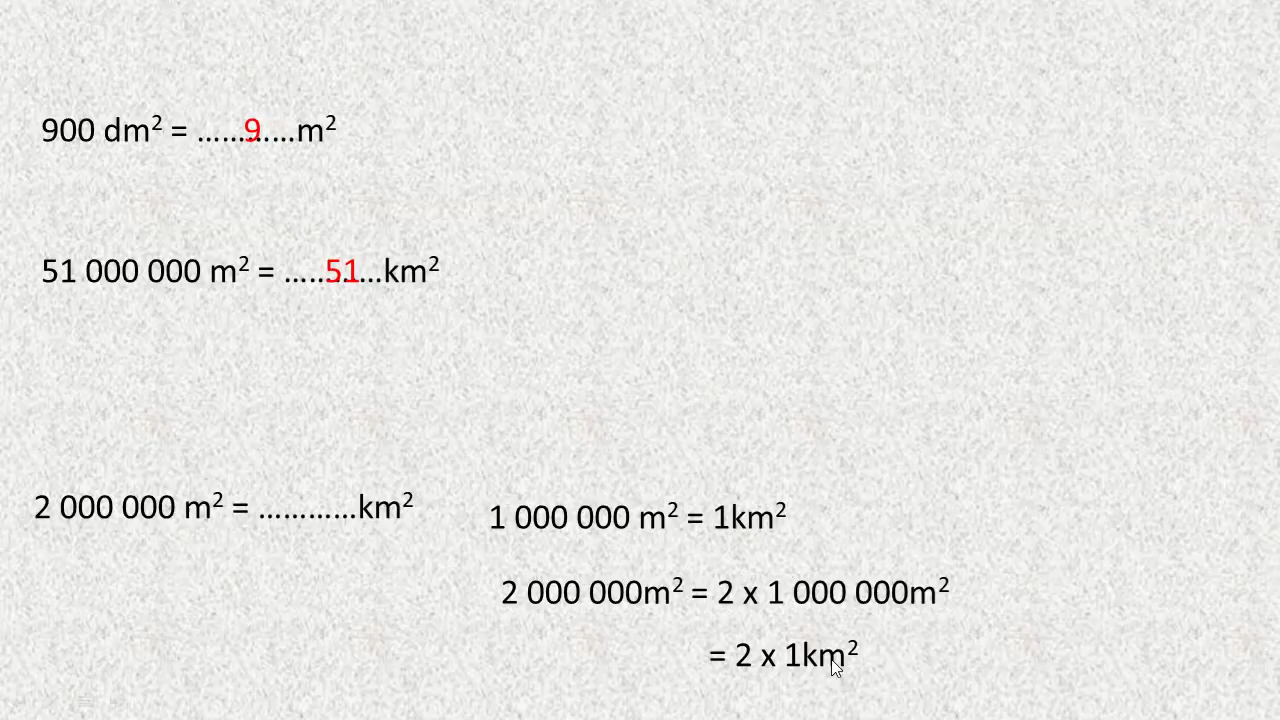 900 dm² = ......9......m²
51 000 000 m² = ......51......km²
2 000 000 m² = ............km²
1 000 000 m² = 1km²
2 000 000m² = 2 x 1 000 000m²
= 2 x 1km²